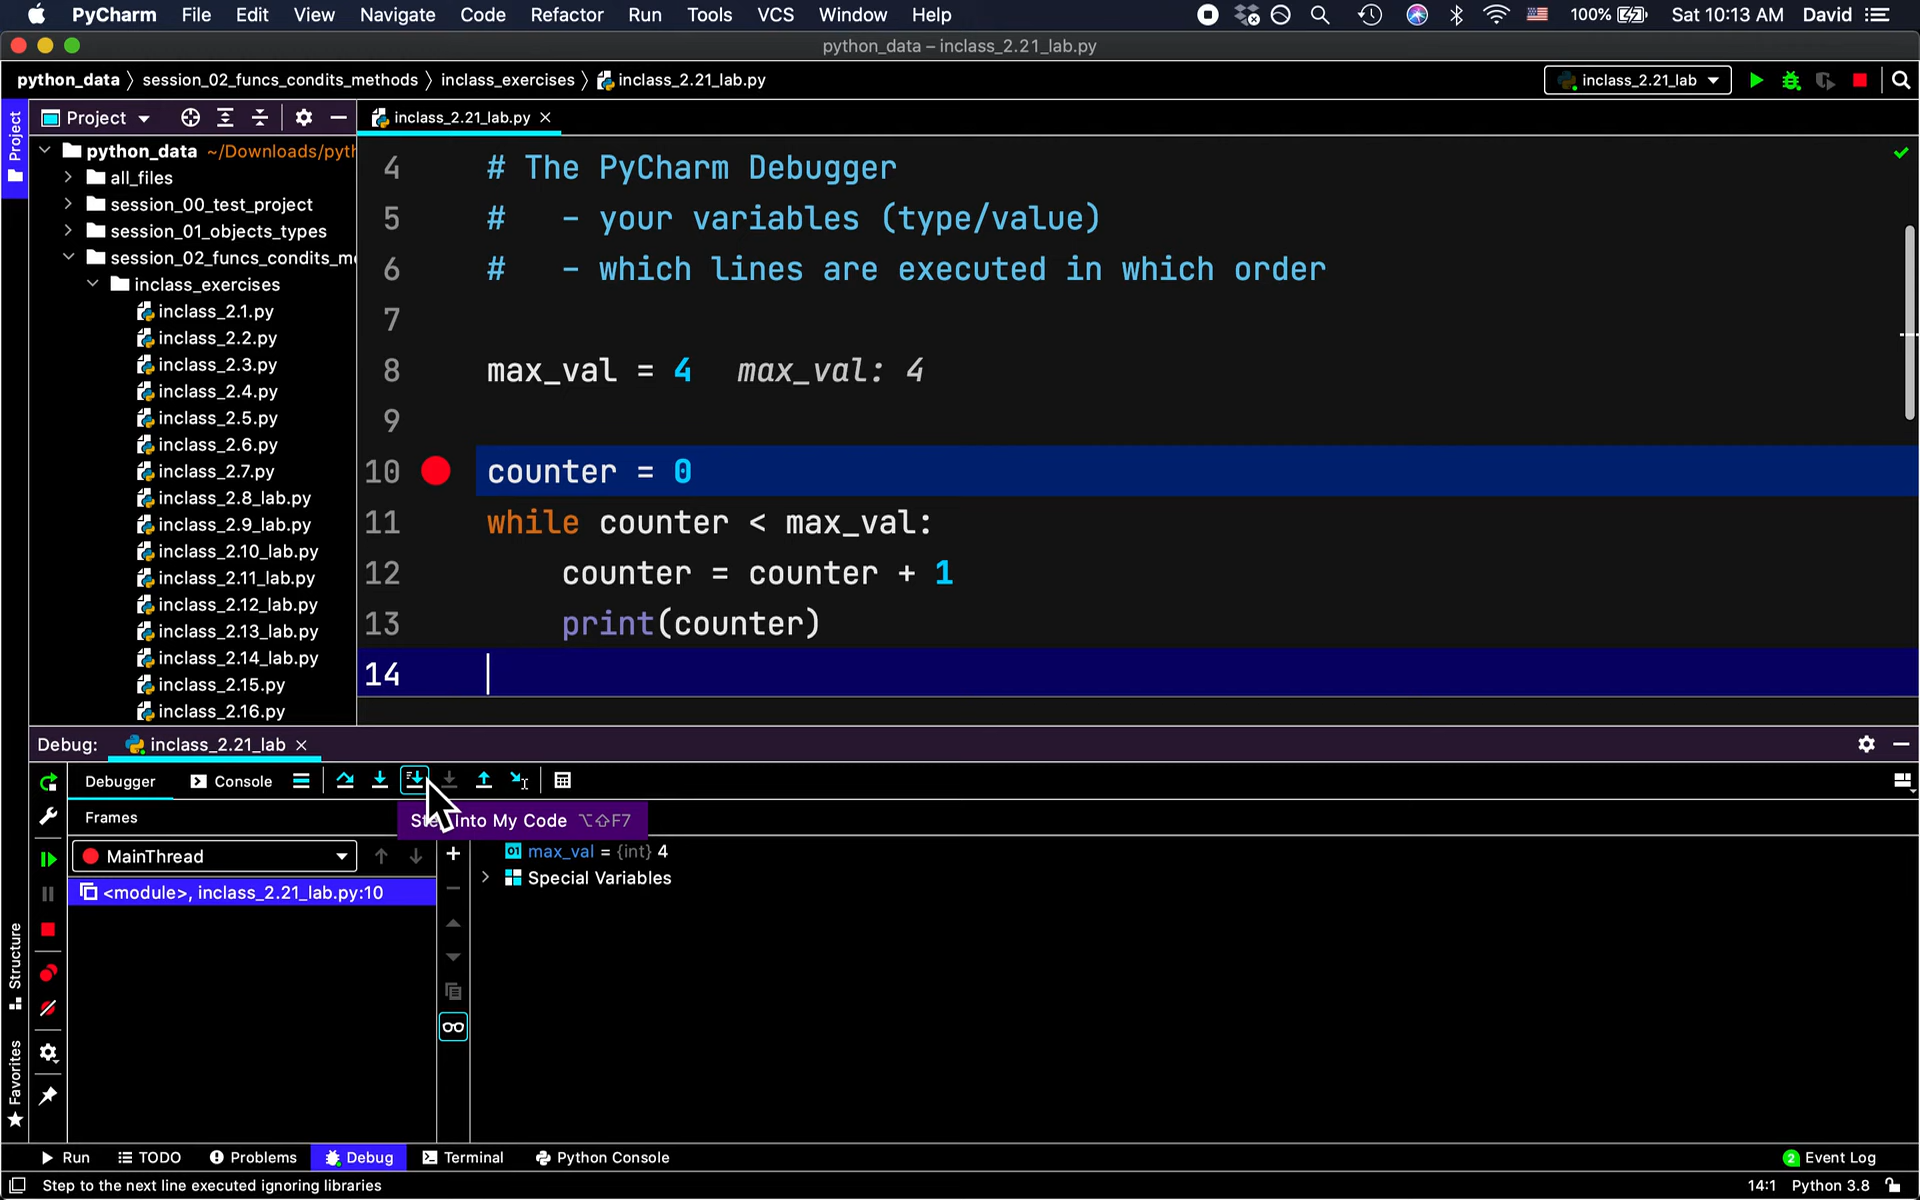 PyCharm File Edit View Navigate Code Refactor Run Tools VCS Window Help 100% Sat 10:13 AM David
python_data – inclass_2.21_lab.py
python_data session_02_funcs_condits_methods inclass_exercises inclass_2.21_lab.py inclass_2.21_lab
Project
Project
inclass_2.21_lab.py
python_data ~/Downloads/pyth
all_files
session_00_test_project
session_01_objects_types
session_02_funcs_condits_m
inclass_exercises
inclass_2.1.py
inclass_2.2.py
inclass_2.3.py
inclass_2.4.py
inclass_2.5.py
inclass_2.6.py
inclass_2.7.py
inclass_2.8_lab.py
inclass_2.9_lab.py
inclass_2.10_lab.py
inclass_2.11_lab.py
inclass_2.12_lab.py
inclass_2.13_lab.py
inclass_2.14_lab.py
inclass_2.15.py
inclass_2.16.py
4 # The PyCharm Debugger
5 # - your variables (type/value)
6 # - which lines are executed in which order
7
8 max_val = 4 max_val: 4
9
10 counter = 0
11 while counter < max_val:
12 counter = counter + 1
13 print(counter)
14
Debug: inclass_2.21_lab
Debugger Console
Frames
Into My Code ⌥⇧F7
MainThread
<module>, inclass_2.21_lab.py:10
max_val = {int} 4
Special Variables
Structure
Favorites
Run TODO Problems Debug Terminal Python Console 2 Event Log
Step to the next line executed ignoring libraries 14:1 Python 3.8